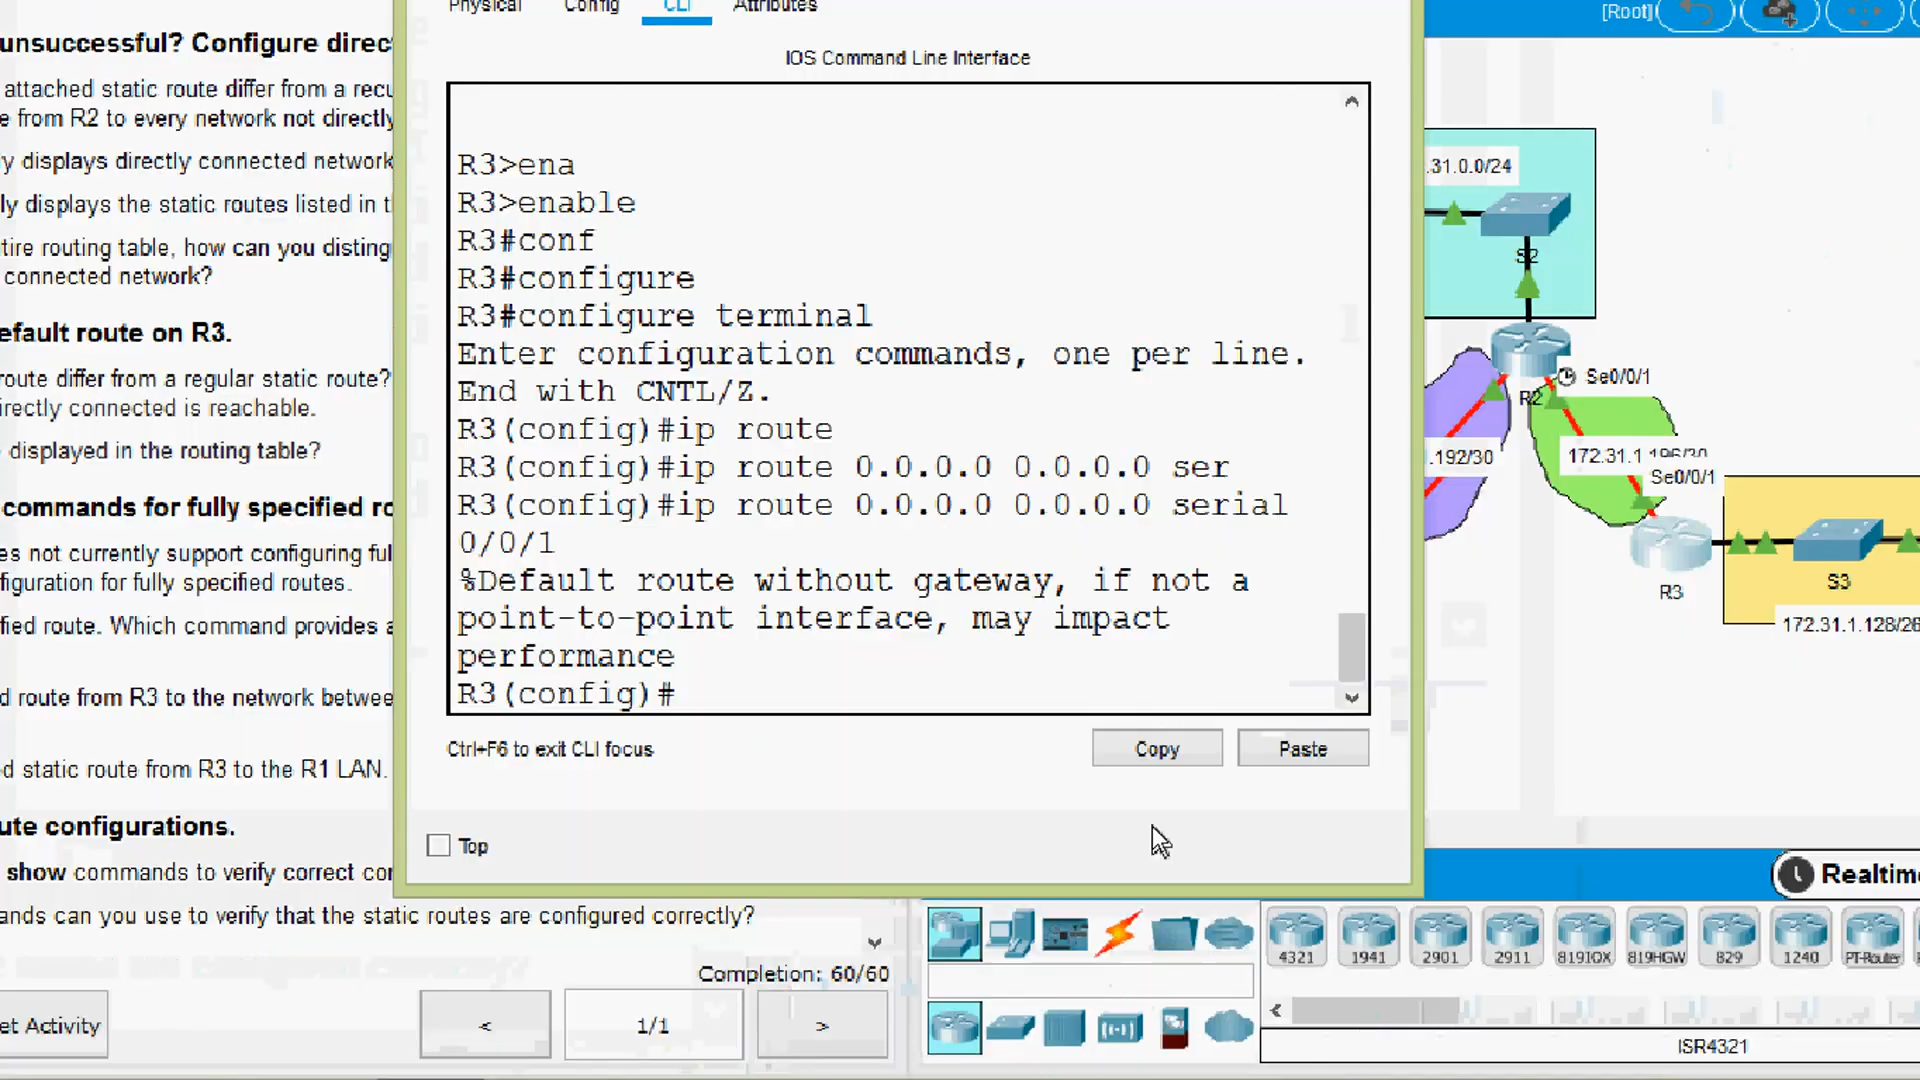 Physical Config CLI Attributes
[Root]
IOS Command Line Interface
unsuccessful? Configure direc
attached static route differ from a recu
e from R2 to every network not directly
y displays directly connected network
ly displays the static routes listed in t
tire routing table, how can you disting
connected network?
efault route on R3.
route differ from a regular static route?
irectly connected is reachable.
displayed in the routing table?
commands for fully specified ro
es not currently support configuring ful
figuration for fully specified routes.
fied route. Which command provides a
d route from R3 to the network betwee
d static route from R3 to the R1 LAN.
ute configurations.
show commands to verify correct cor
ands can you use to verify that the static routes are configured correctly?
R3>ena
R3>enable
R3#conf
R3#configure
R3#configure terminal
Enter configuration commands, one per line.
End with CNTL/Z.
R3(config)#ip route
R3(config)#ip route 0.0.0.0 0.0.0.0 ser
R3(config)#ip route 0.0.0.0 0.0.0.0 serial
0/0/1
%Default route without gateway, if not a
point-to-point interface, may impact
performance
R3(config)#
Ctrl+F6 to exit CLI focus
Copy
Paste
Top
.31.0.0/24
S2
R2
Se0/0/1
.192/30
172.31.1.196/30
Se0/0/1
R3
S3
172.31.1.128/26
Realtime
Completion: 60/60
et Activity
<
1/1
>
4321 1941 2901 2911 819IOX 819HGW 829 1240 PT-Router
ISR4321